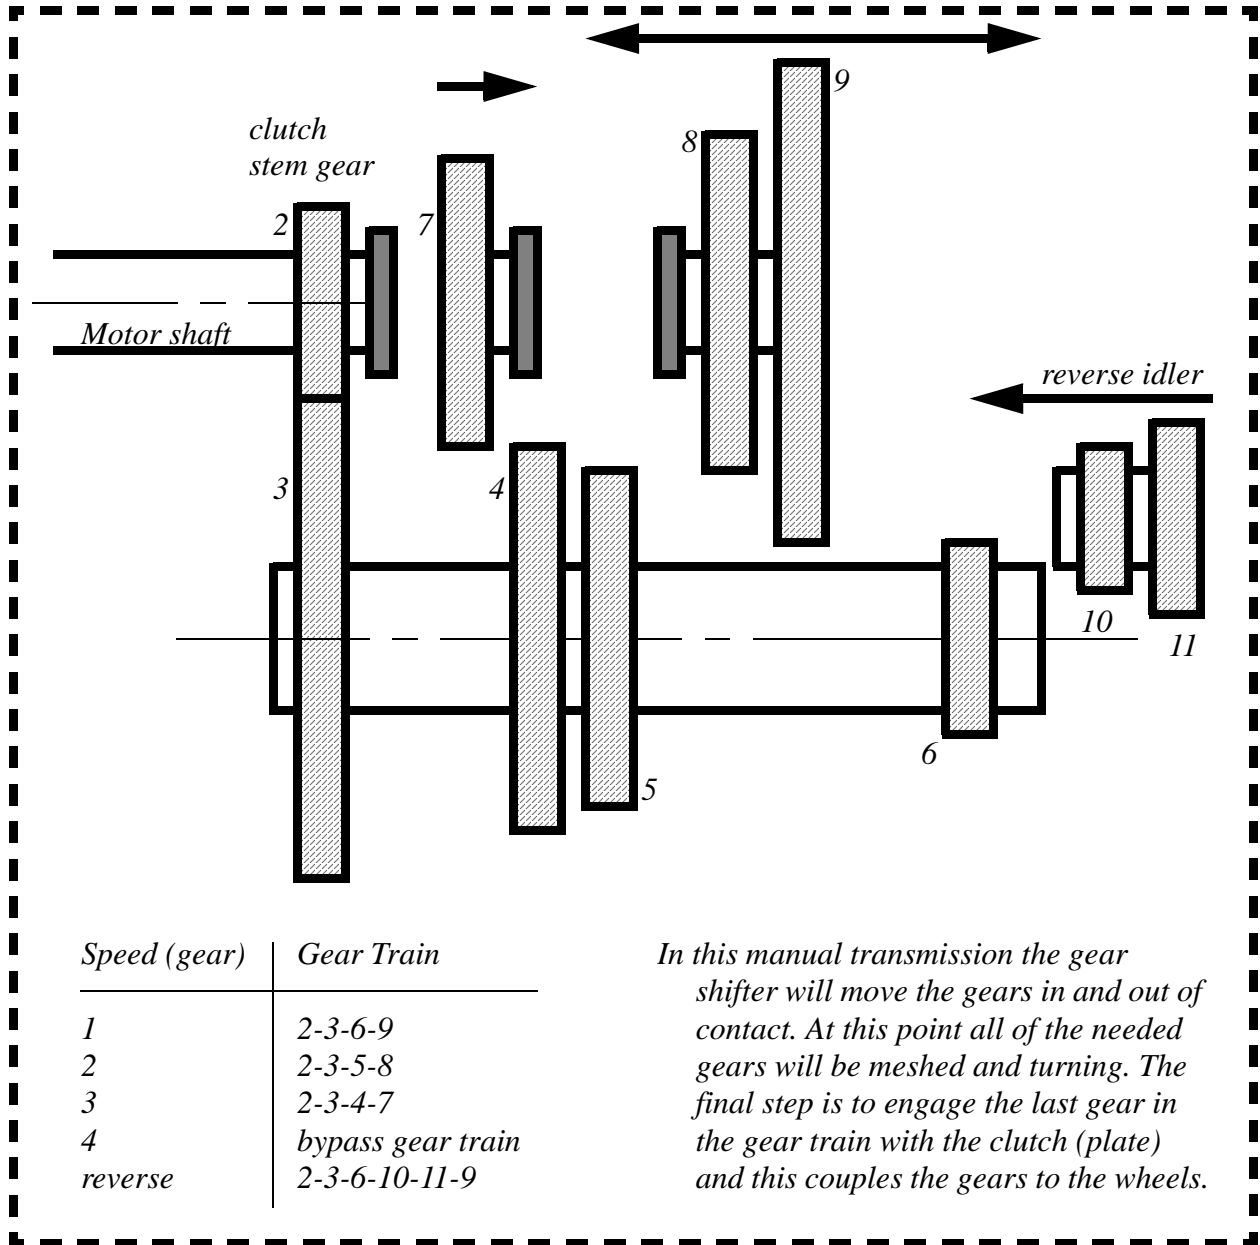 9
8
clutch
stem gear
2
7
Motor shaft
reverse idler
3
4
10
11
6
5
Speed (gear) Gear Train
1 2-3-6-9
2 2-3-5-8
3 2-3-4-7
4 bypass gear train
reverse 2-3-6-10-11-9
In this manual transmission the gear
shifter will move the gears in and out of
contact. At this point all of the needed
gears will be meshed and turning. The
final step is to engage the last gear in
the gear train with the clutch (plate)
and this couples the gears to the wheels.